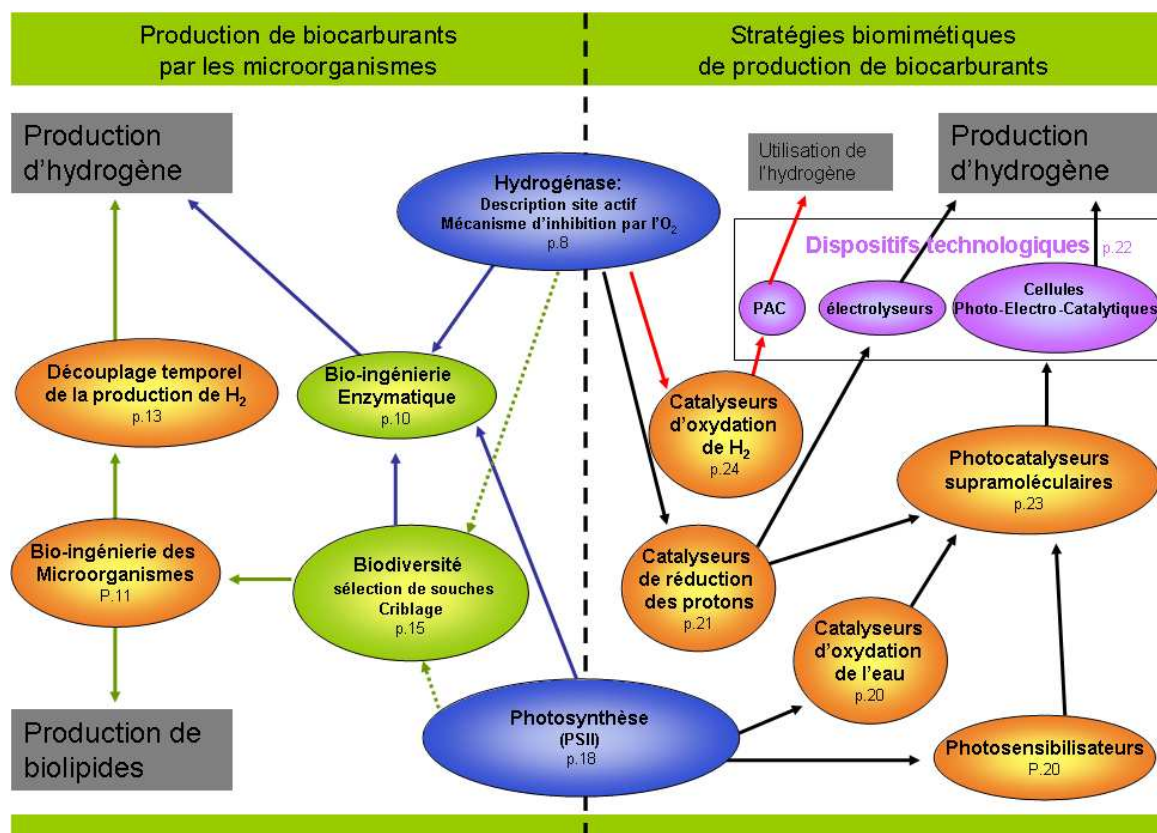 Production de biocarburants
par les microorganismes
Stratégies biomimétiques
de production de biocarburants
Production
d'hydrogène
Hydrogénase:
Description site actif
Mécanisme d'inhibition par l'O₂
p.8
Utilisation de
l'hydrogène
Production
d'hydrogène
Dispositifs technologiques p.22
PAC
électrolyseurs
Cellules
Photo-Electro-Catalytiques
Découplage temporel
de la production de H₂
p.13
Bio-ingénierie
Enzymatique
p.10
Catalyseurs
d'oxydation
de H₂
p.24
Photocatalyseurs
supramoléculaires
p.23
Bio-ingénierie des
Microorganismes
P.11
Biodiversité
sélection de souches
Criblage
p.15
Catalyseurs
de réduction
des protons
p.21
Catalyseurs
d'oxydation
de l'eau
p.20
Production de
biolipides
Photosynthèse
(PSII)
p.18
Photosensibilisateurs
P.20